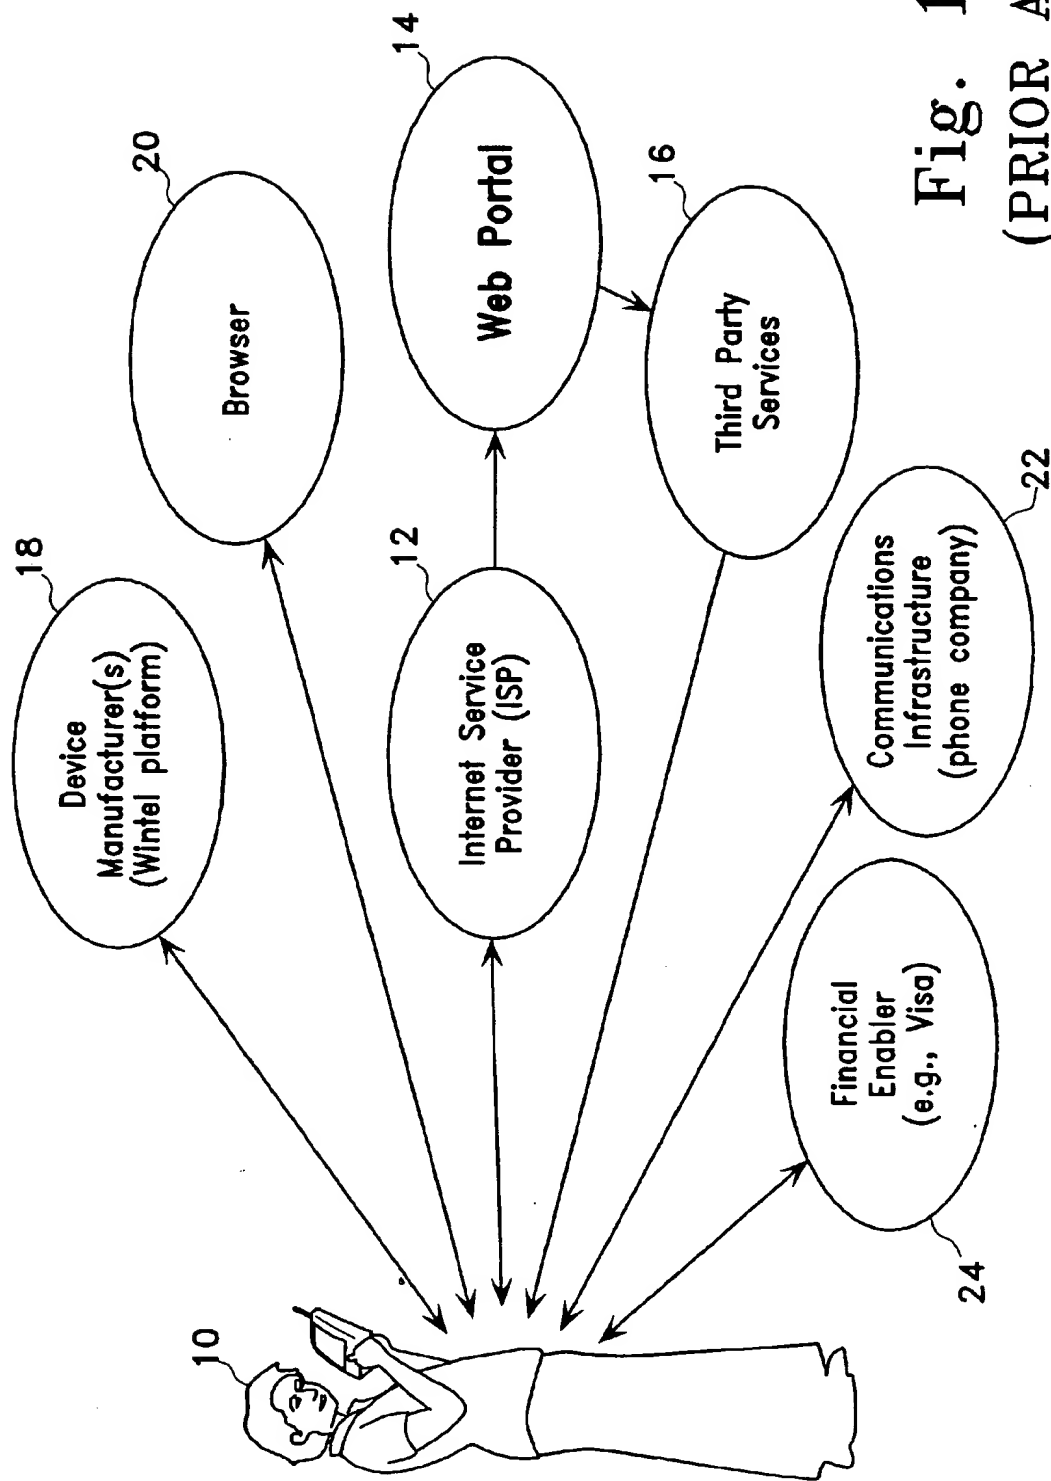 10
18
Device
Manufacturer(s)
(Wintel platform)
20
Browser
12
Internet Service
Provider (ISP)
14
Web Portal
16
Third Party
Services
Communications
Infrastructure
(phone company)
22
Financial
Enabler
(e.g., Visa)
24
Fig. 1
(PRIOR A